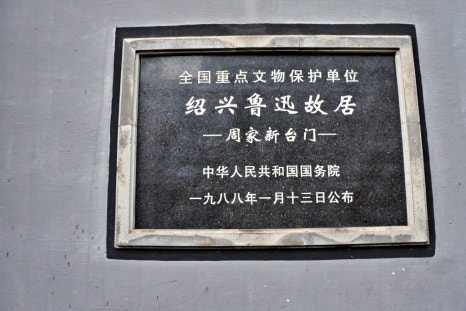 全国重点文物保护单位
绍兴鲁迅故居
—周家新台门—
中华人民共和国国务院
一九八八年一月十三日公布